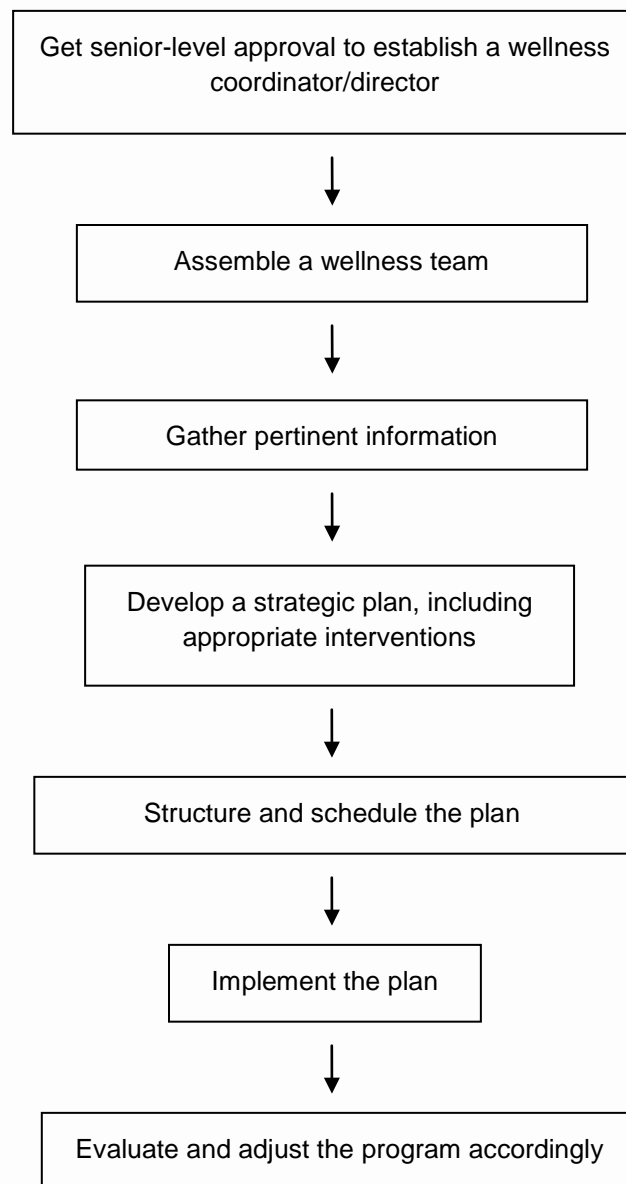 Get senior-level approval to establish a wellness
coordinator/director
Assemble a wellness team
Gather pertinent information
Develop a strategic plan, including
appropriate interventions
Structure and schedule the plan
Implement the plan
Evaluate and adjust the program accordingly